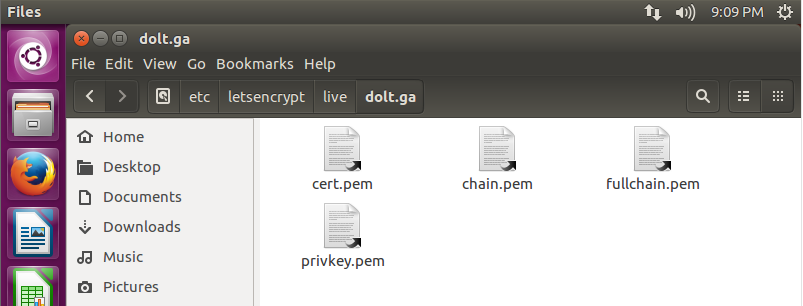 Files
9:09 PM
dolt.ga
File Edit View Go Bookmarks Help
etc letsencrypt live dolt.ga
Home
Desktop
Documents
Downloads
Music
Pictures
cert.pem chain.pem fullchain.pem
privkey.pem